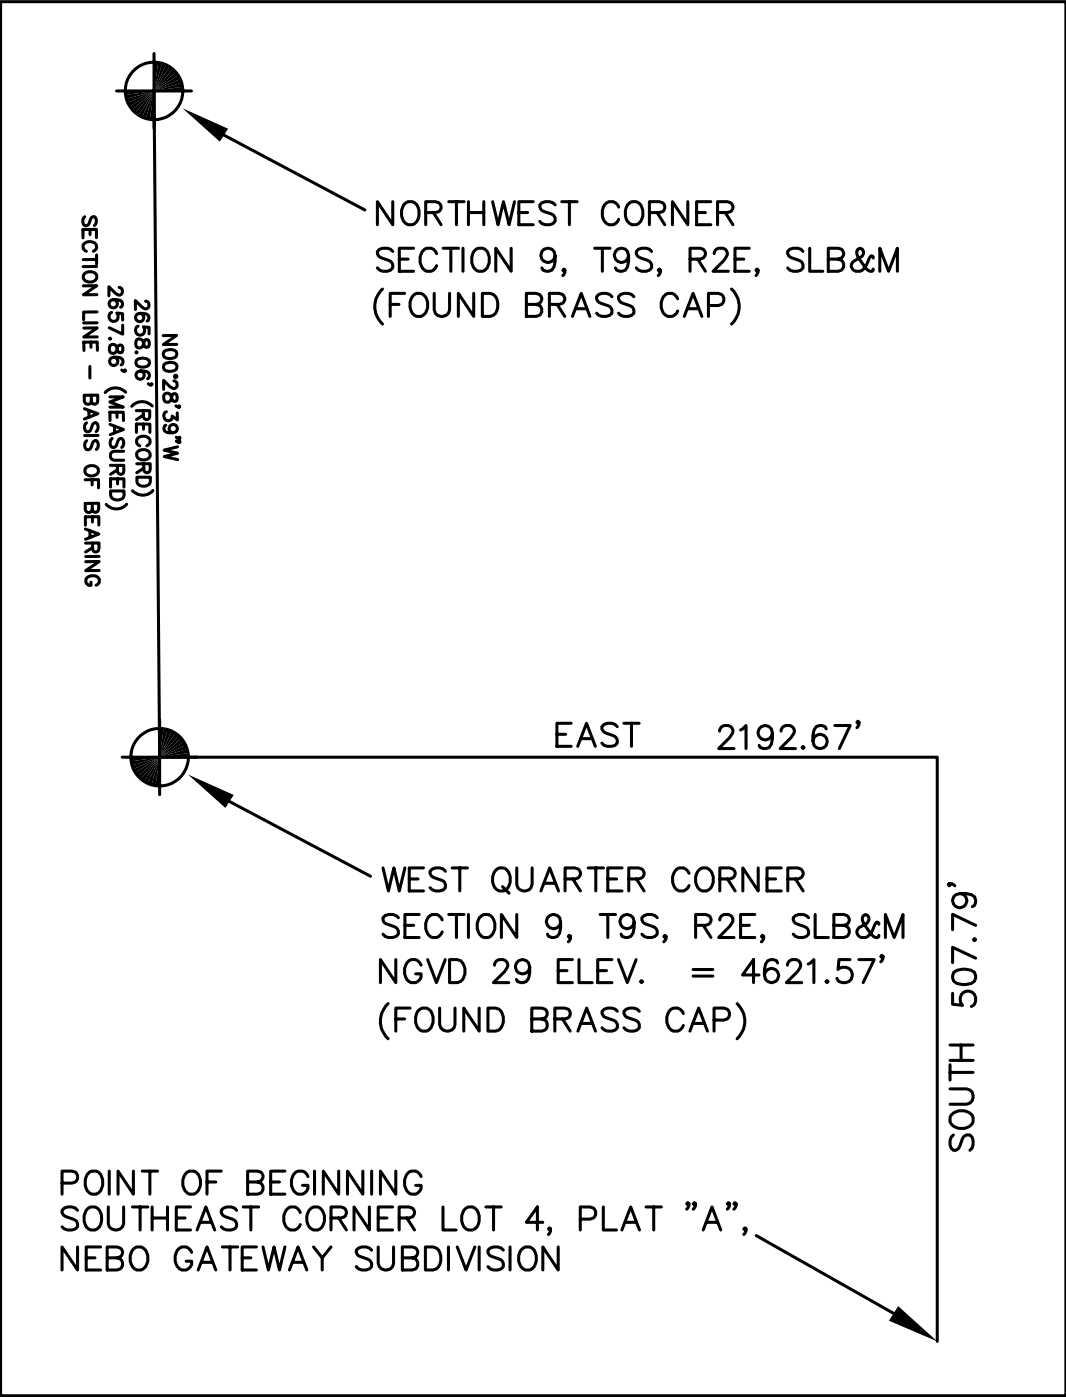 NORTHWEST CORNER
SECTION 9, T9S, R2E, SLB&M
(FOUND BRASS CAP)
N00°28'39"W
2658.06' (RECORD)
2657.86' (MEASURED)
SECTION LINE - BASIS OF BEARING
EAST 2192.67'
WEST QUARTER CORNER
SECTION 9, T9S, R2E, SLB&M
NGVD 29 ELEV. = 4621.57'
(FOUND BRASS CAP)
SOUTH 507.79'
POINT OF BEGINNING
SOUTHEAST CORNER LOT 4, PLAT "A",
NEBO GATEWAY SUBDIVISION